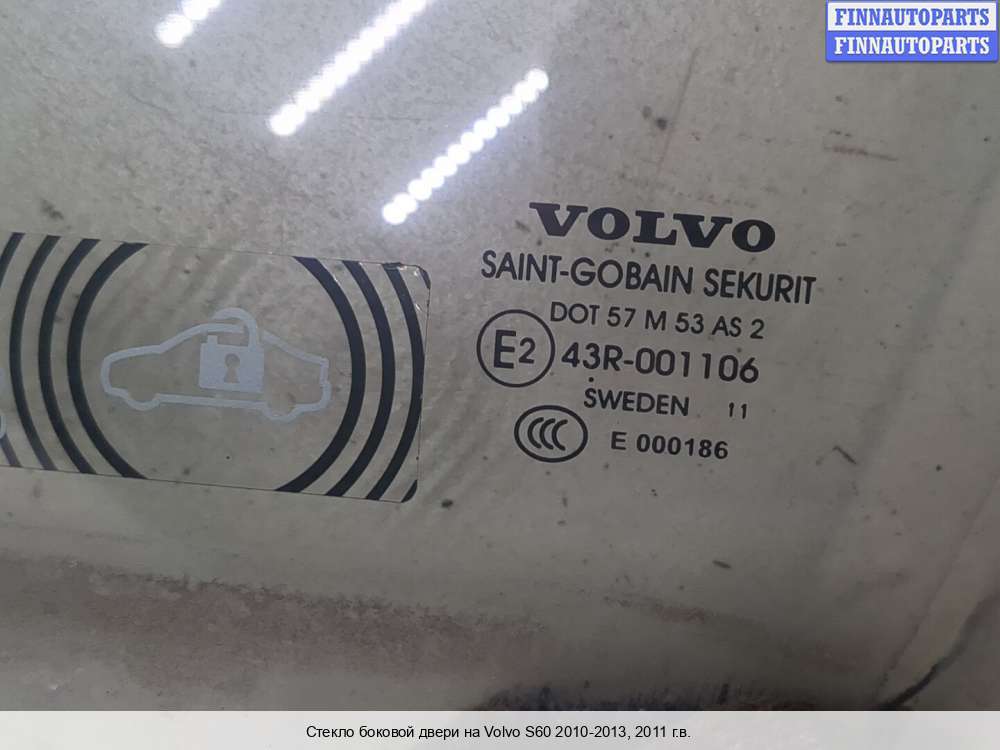 FINNAUTOPARTS
FINNAUTOPARTS
VOLVO
SAINT-GOBAIN SEKURIT
DOT 57 M 53 AS 2
E2 43R-001106
SWEDEN 11
CCC E 000186
Стекло боковой двери на Volvo S60 2010-2013, 2011 г.в.